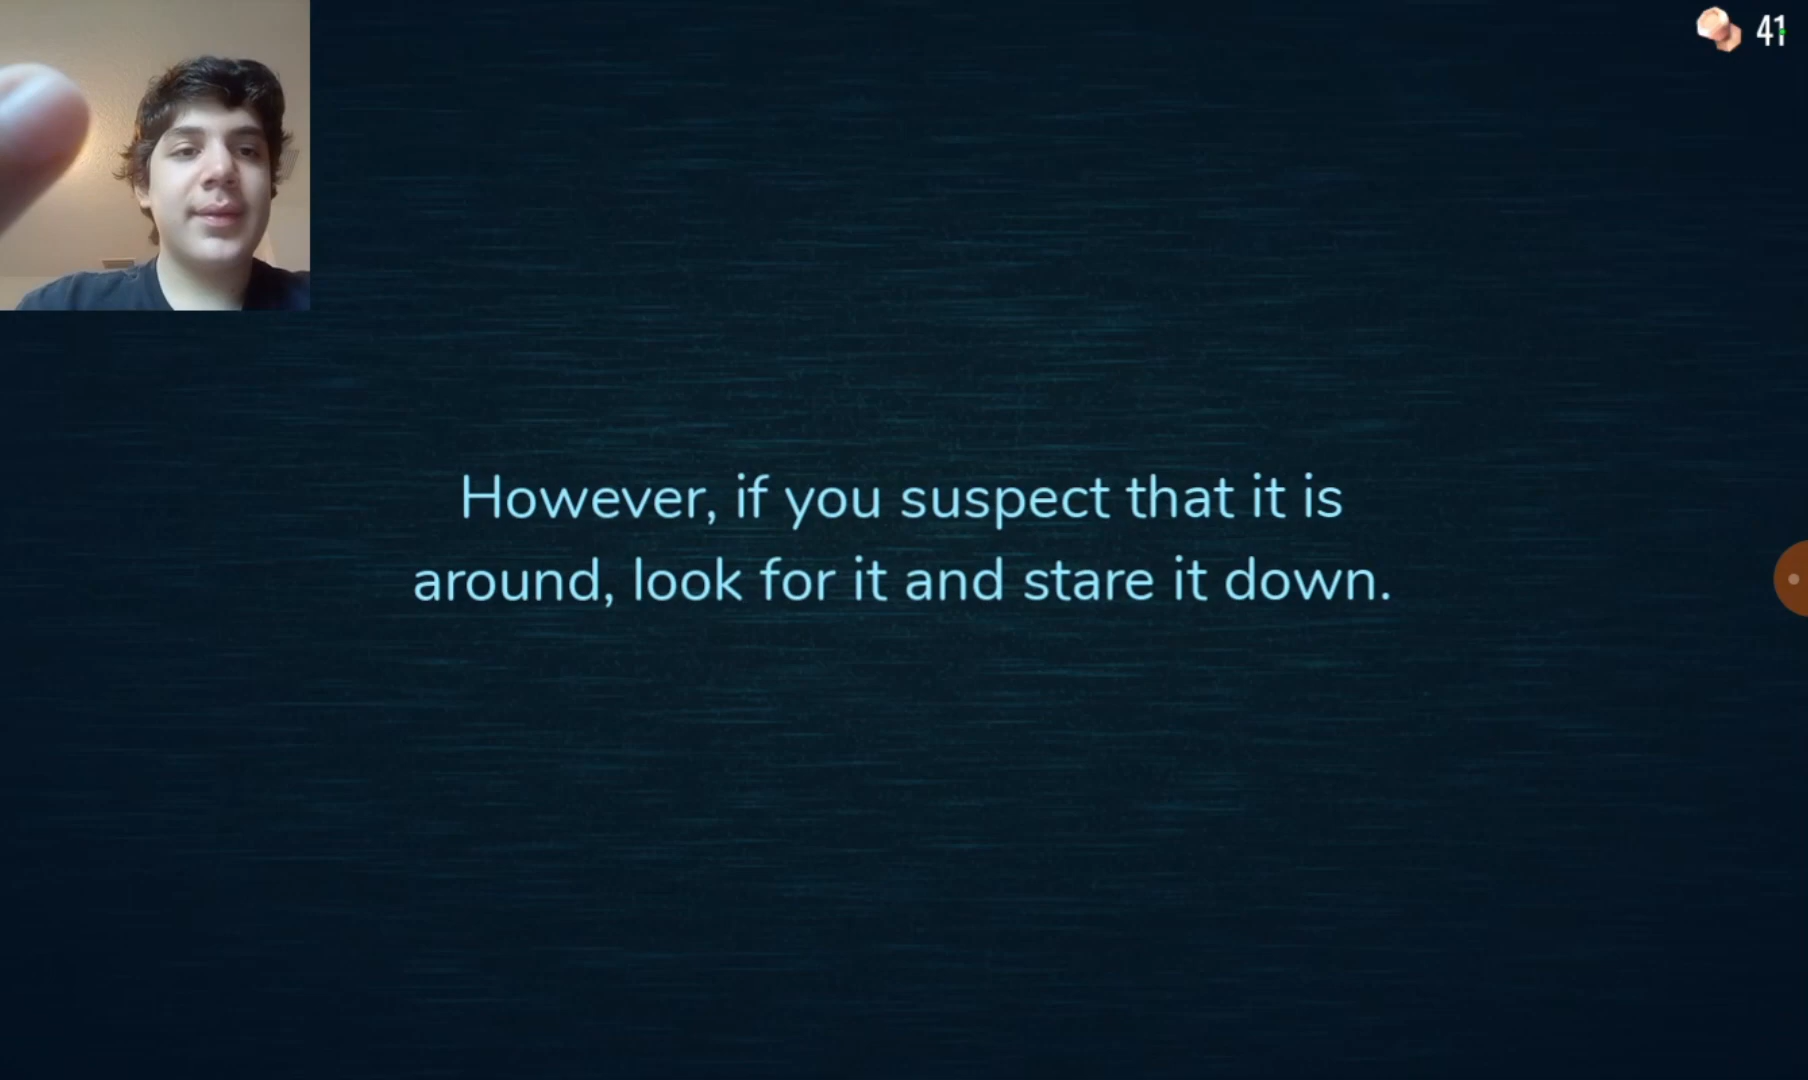 41
However, if you suspect that it is
around, look for it and stare it down.